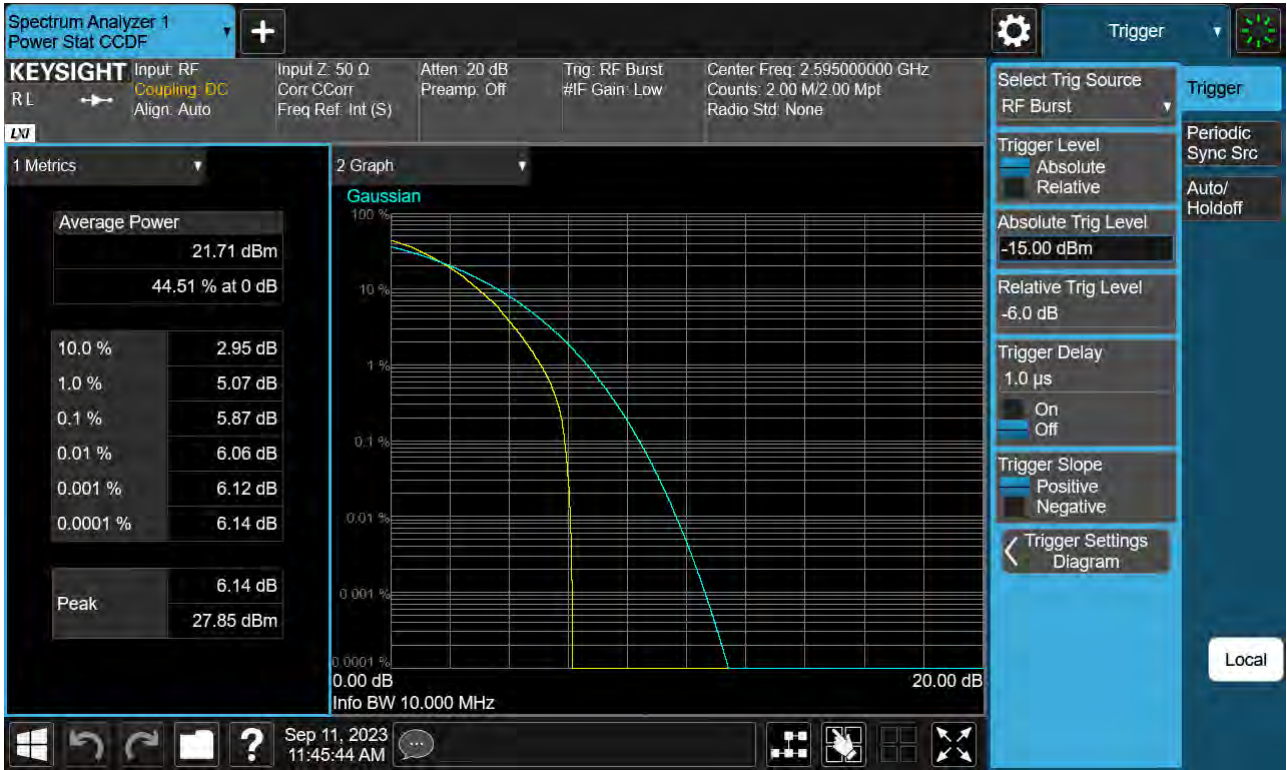 Spectrum Analyzer 1
Power Stat CCDF
Trigger
KEYSIGHT
RL
LXI
Input: RF
Coupling: DC
Align: Auto
Input Z: 50 Ω
Corr CCorr
Freq Ref: Int (S)
Atten: 20 dB
Preamp: Off
Trig: RF Burst
#IF Gain: Low
Center Freq: 2.595000000 GHz
Counts: 2.00 M/2.00 Mpt
Radio Std: None
1 Metrics
Average Power
21.71 dBm
44.51 % at 0 dB
10.0 % 2.95 dB
1.0 % 5.07 dB
0.1 % 5.87 dB
0.01 % 6.06 dB
0.001 % 6.12 dB
0.0001 % 6.14 dB
Peak 6.14 dB
27.85 dBm
2 Graph
Gaussian
100 %
10 %
1 %
0.1 %
0.01 %
0.001 %
0.0001 %
0.00 dB 20.00 dB
Info BW 10.000 MHz
Select Trig Source
RF Burst
Trigger Level
Absolute
Relative
Absolute Trig Level
-15.00 dBm
Relative Trig Level
-6.0 dB
Trigger Delay
1.0 µs
On
Off
Trigger Slope
Positive
Negative
Trigger Settings
Diagram
Trigger
Periodic
Sync Src
Auto/
Holdoff
Local
?
Sep 11, 2023
11:45:44 AM